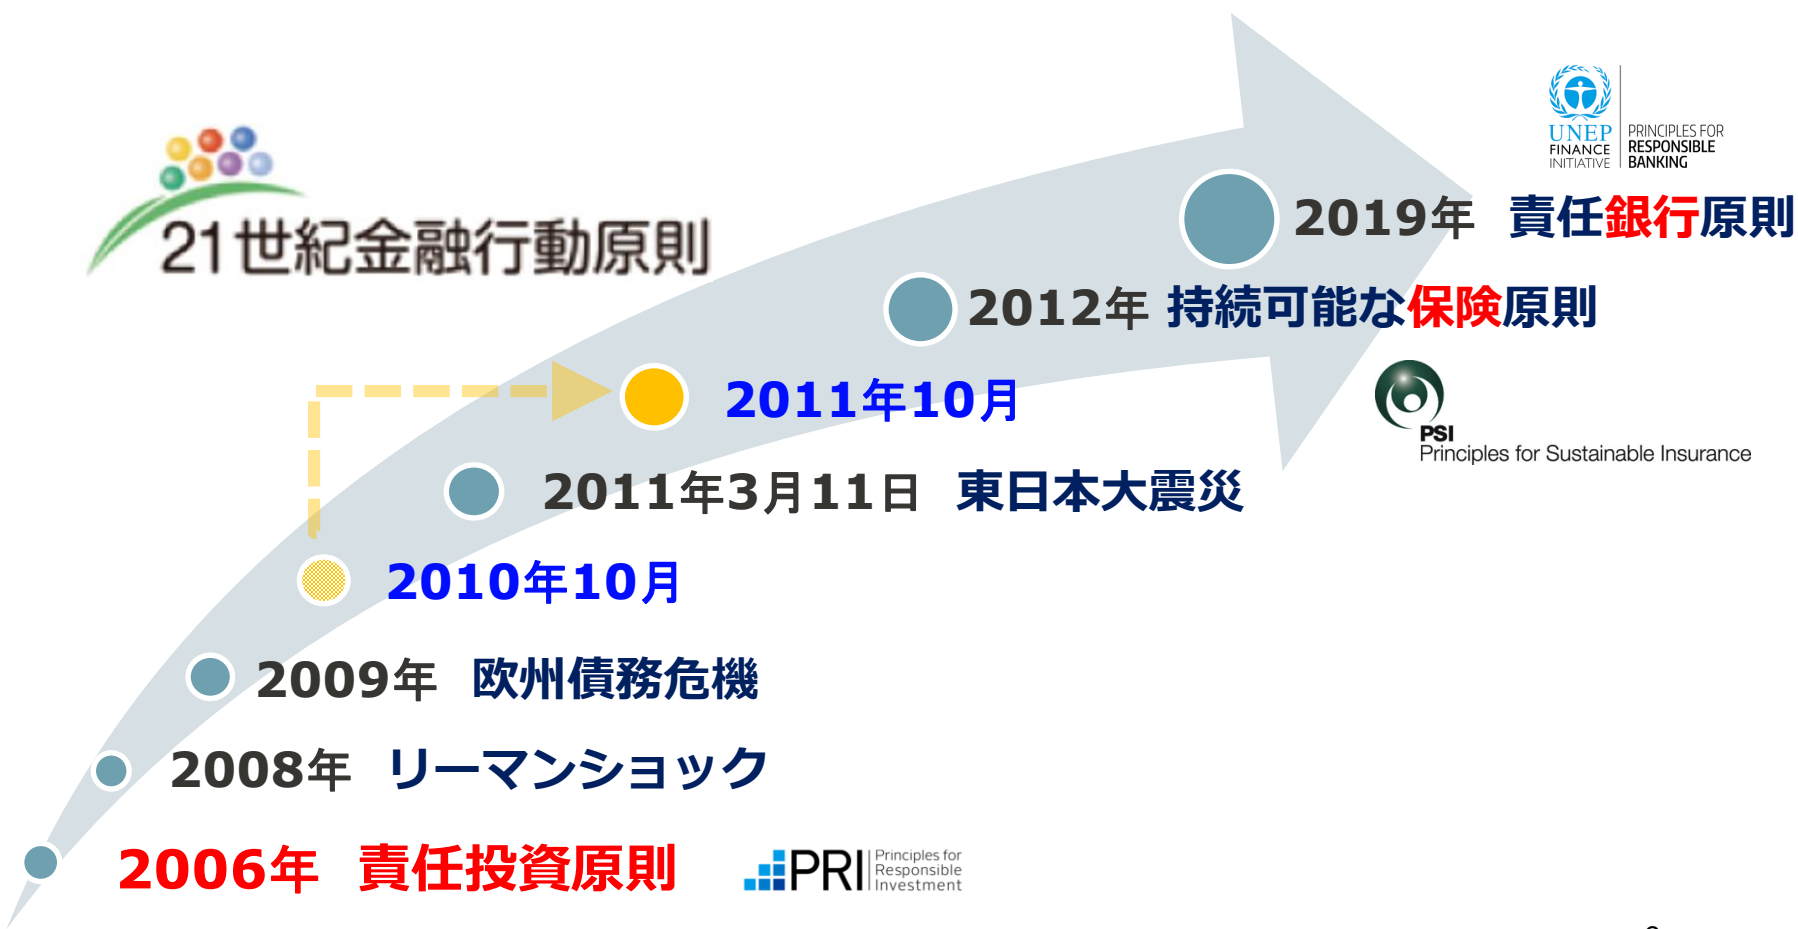 UNEP
FINANCE
INITIATIVE
PRINCIPLES FOR
RESPONSIBLE
BANKING
21世紀金融行動原則
2019年 責任銀行原則
2012年 持続可能な保険原則
2011年10月
PSI
Principles for Sustainable Insurance
2011年3月11日 東日本大震災
2010年10月
2009年 欧州債務危機
2008年 リーマンショック
2006年 責任投資原則
PRI
Principles for
Responsible
Investment